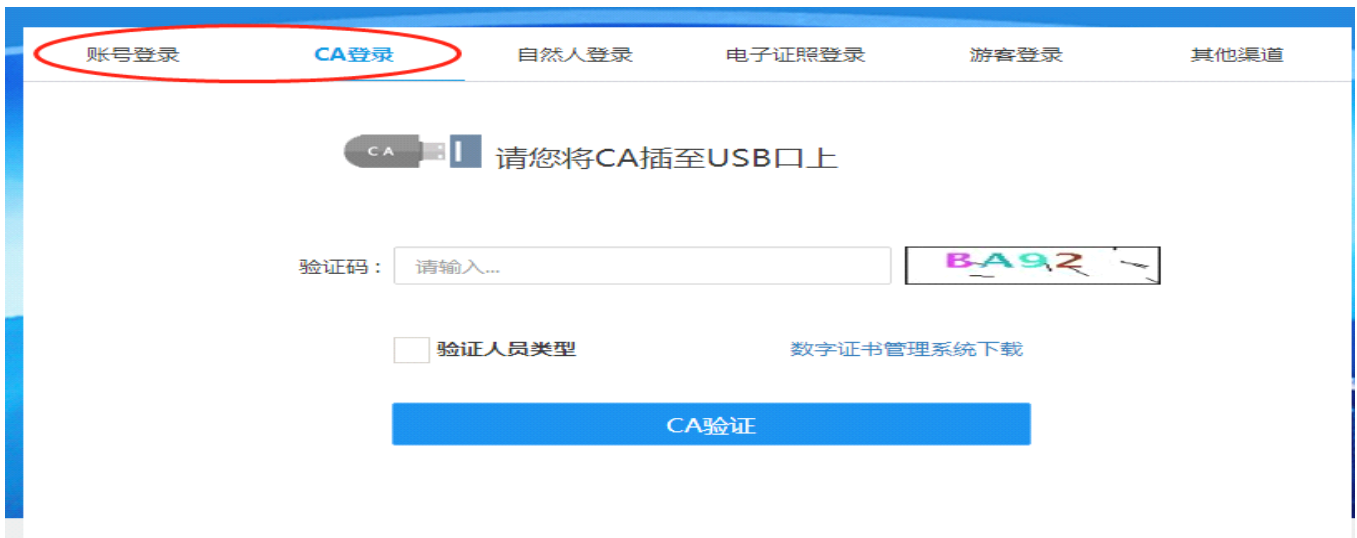 账号登录 CA登录 自然人登录 电子证照登录 游客登录 其他渠道
CA 请您将CA插至USB口上
验证码： 请输入... BA92
验证人员类型 数字证书管理系统下载
CA验证